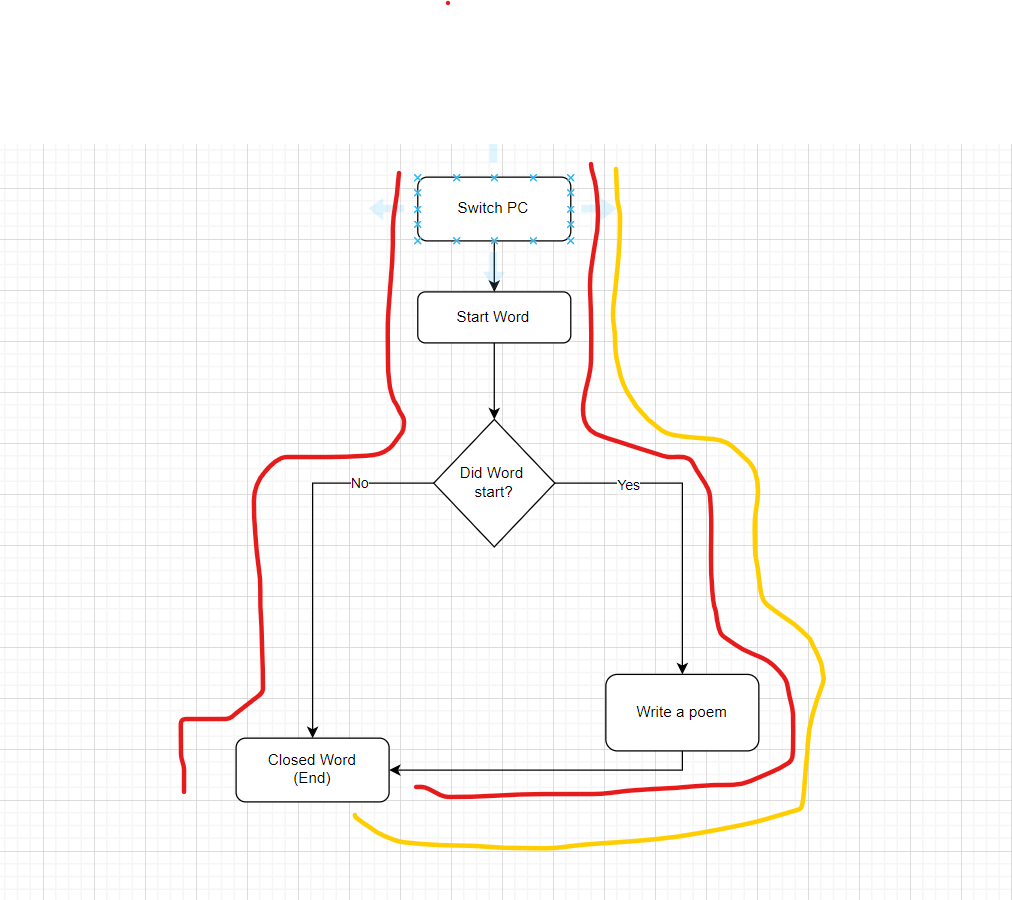 Switch PC
Start Word
Did Word
start?
No
Yes
Write a poem
Closed Word
(End)